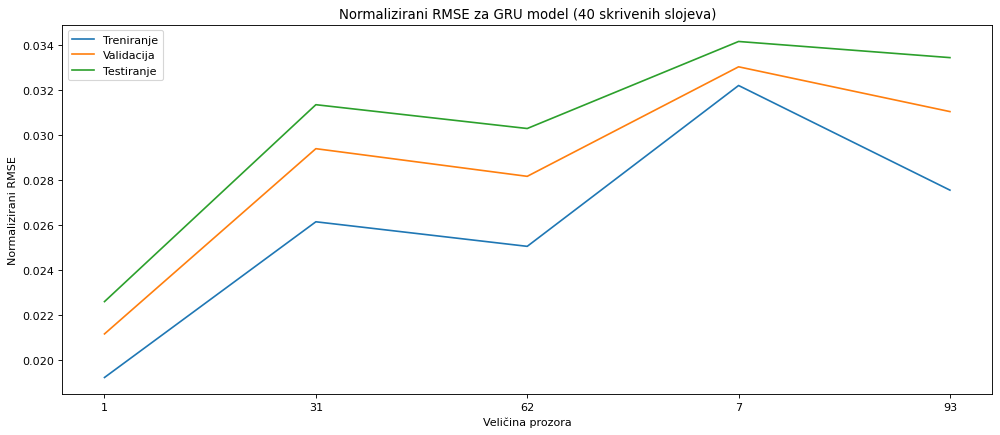 Normalizirani RMSE za GRU model (40 skrivenih slojeva)
Treniranje
Validacija
Testiranje
Normalizirani RMSE
0.034
0.032
0.030
0.028
0.026
0.024
0.022
0.020
1 31 62 7 93
Veličina prozora